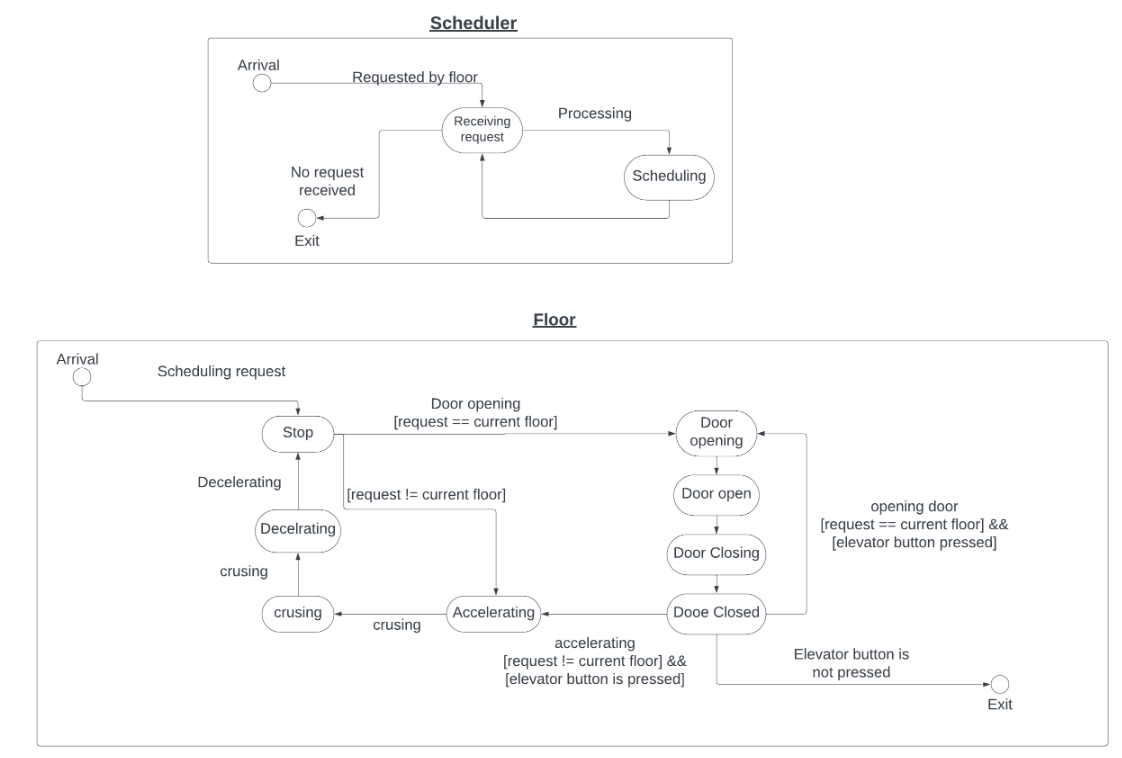 Scheduler
Arrival
Requested by floor
Receiving
request
Processing
Scheduling
No request
received
Exit
Floor
Arrival
Scheduling request
Stop
Door opening
[request == current floor]
Door
opening
Decelerating
[request != current floor]
Door open
opening door
[request == current floor] &&
[elevator button pressed]
Decelrating
Door Closing
crusing
crusing
crusing
Accelerating
Dooe Closed
accelerating
[request != current floor] &&
[elevator button is pressed]
Elevator button is
not pressed
Exit